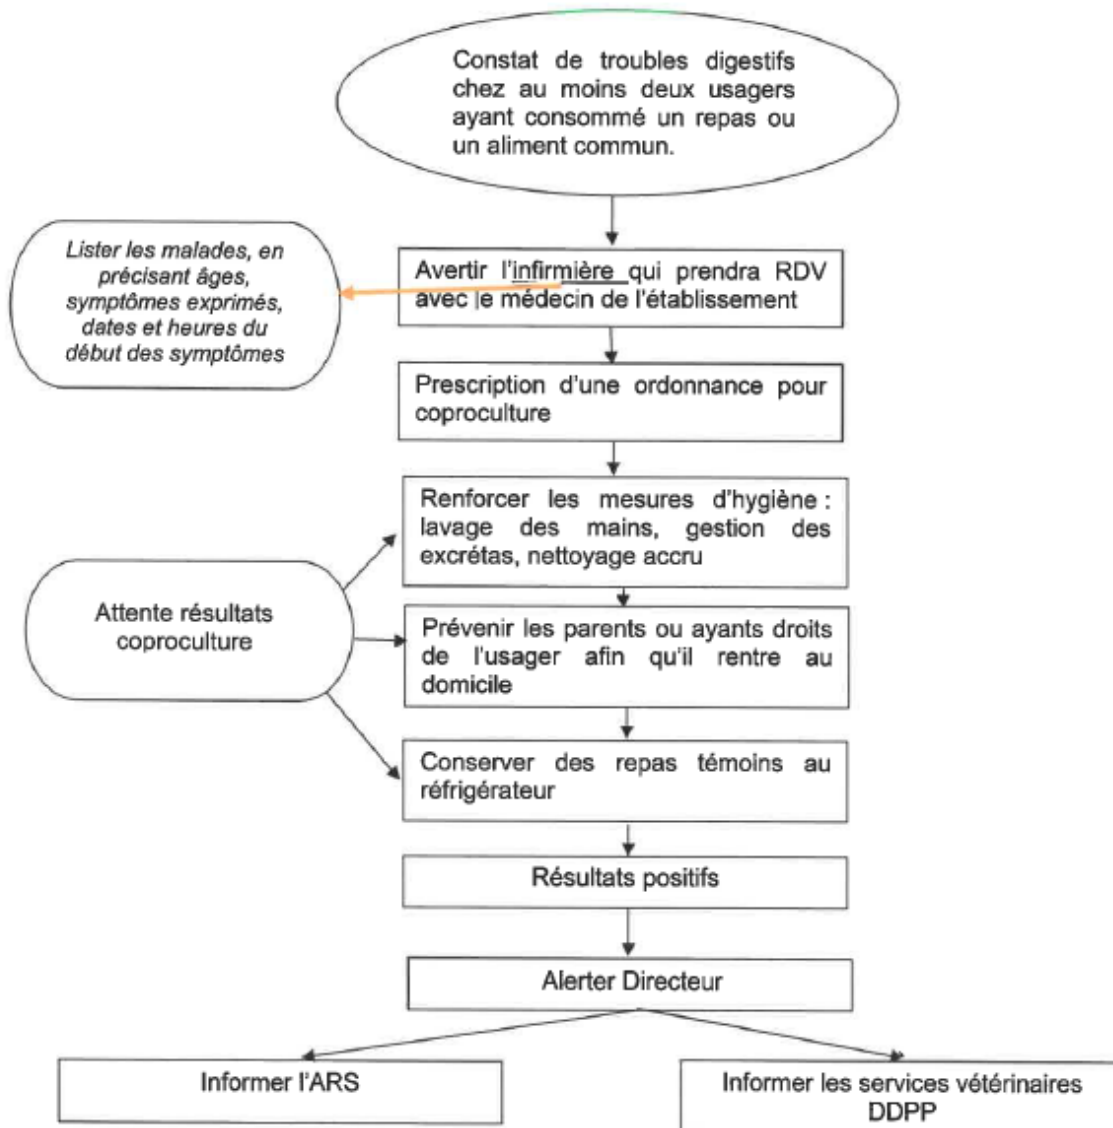 Constat de troubles digestifs
chez au moins deux usagers
ayant consommé un repas ou
un aliment commun.
Lister les malades, en
précisant âges,
symptômes exprimés,
dates et heures du
début des symptômes
Avertir l'infirmière qui prendra RDV
avec le médecin de l'établissement
Prescription d'une ordonnance pour
coproculture
Renforcer les mesures d'hygiène :
lavage des mains, gestion des
excrétas, nettoyage accru
Attente résultats
coproculture
Prévenir les parents ou ayants droits
de l'usager afin qu'il rentre au
domicile
Conserver des repas témoins au
réfrigérateur
Résultats positifs
Alerter Directeur
Informer l'ARS
Informer les services vétérinaires
DDPP